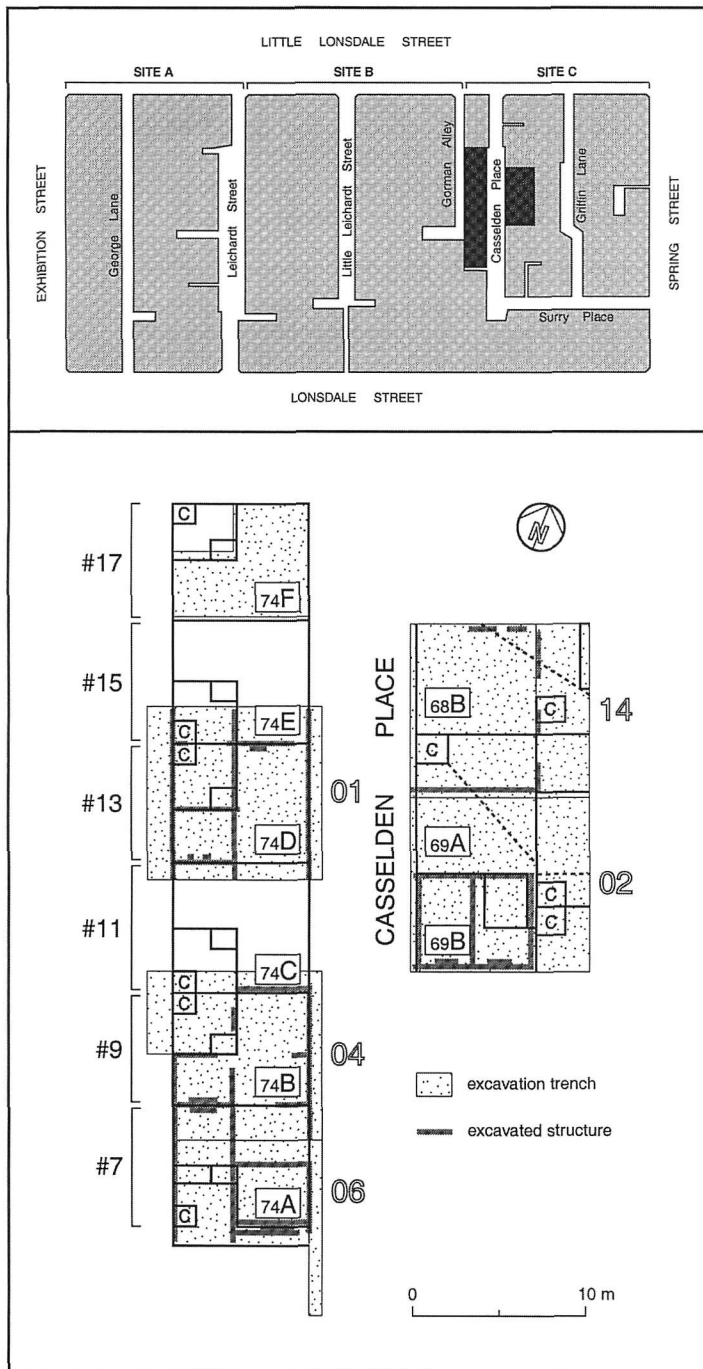 LITTLE LONSDALE STREET
SITE A SITE B SITE C
EXHIBITION STREET
George Lane
Leichardt Street
Little Leichardt Street
Gorman Alley
Casselden Place
Griffin Lane
SPRING STREET
Surry Place
LONSDALE STREET
C
#17
N
74F
#15
74E
C
C
#13
01
74D
#11
74C
C
C
#9
04
74B
#7
06
74A
C
CASSELDEN PLACE
68B
C
14
C
69A
02
69B
C
C
excavation trench
excavated structure
0 10 m